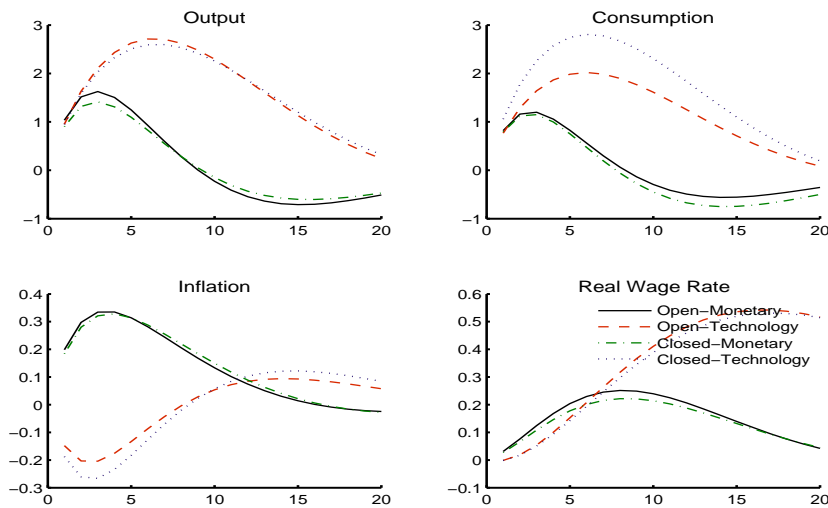 Output
3
2
1
0
−1
0 5 10 15 20
Consumption
3
2
1
0
−1
0 5 10 15 20
Inflation
0.4
0.3
0.2
0.1
0
−0.1
−0.2
−0.3
0 5 10 15 20
Real Wage Rate
0.6
0.5
0.4
0.3
0.2
0.1
0
−0.1
0 5 10 15 20
Open−Monetary
Open−Technology
Closed−Monetary
Closed−Technology